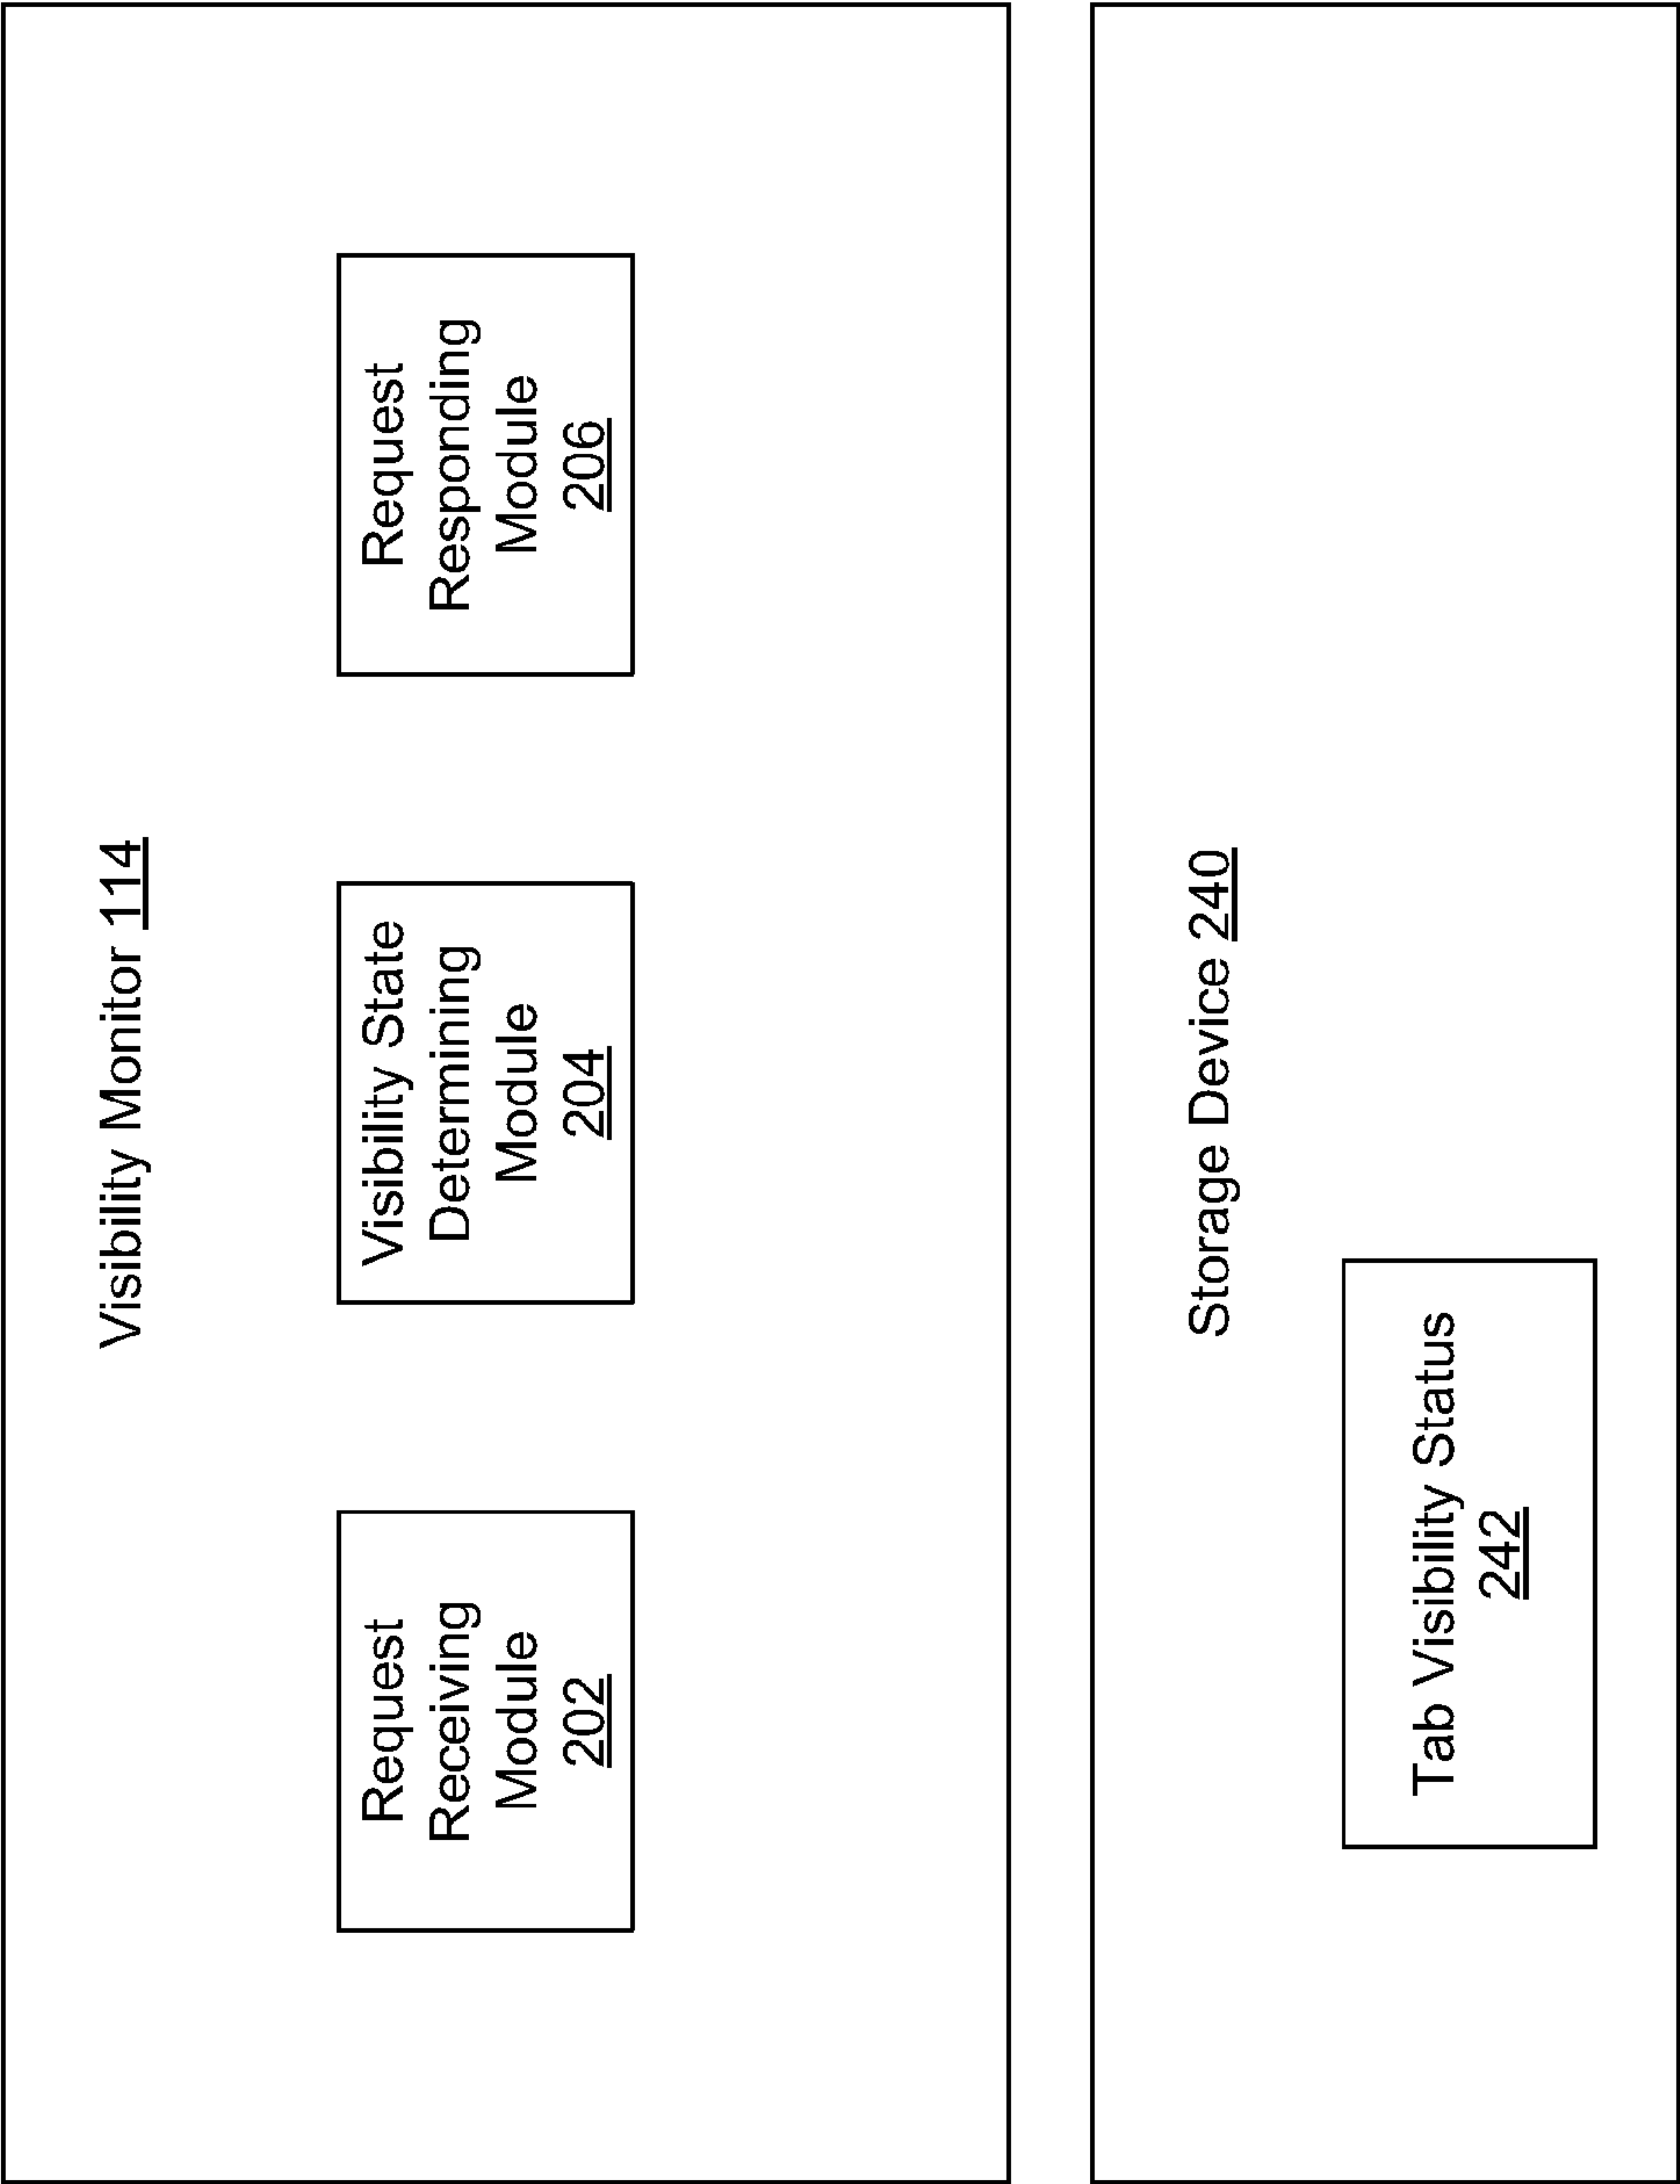 Visibility Monitor 114
Request
Receiving
Module
202
Visibility State
Determining
Module
204
Request
Responding
Module
206
Storage Device 240
Tab Visibility Status
242